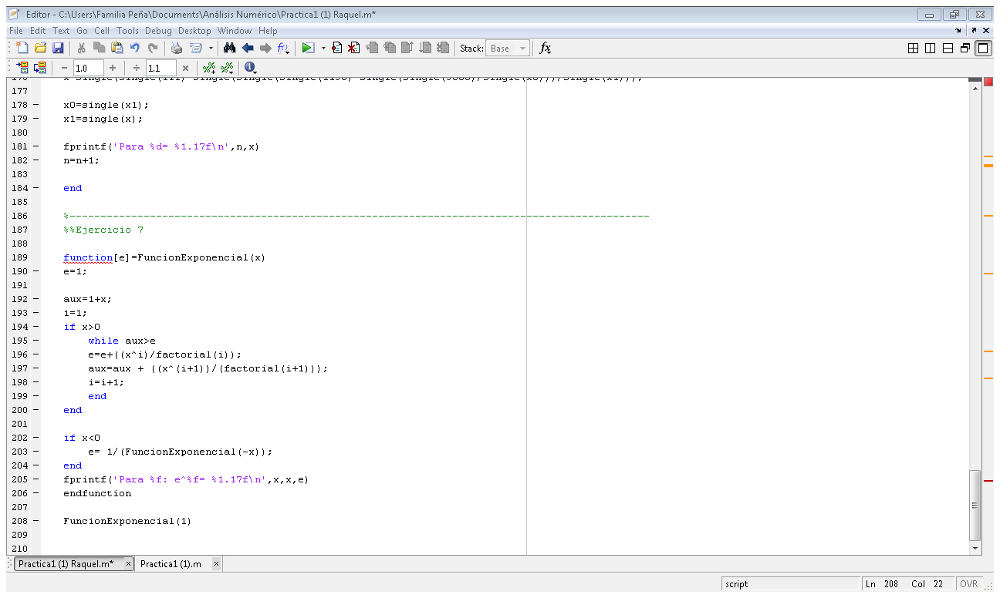 Editor - C:\Users\Familia Peña\Documents\Análisis Numérico\Practica1 (1) Raquel.m*
File Edit Text Go Cell Tools Debug Desktop Window Help
Stack: Base fx
− 1.0 + ÷ 1.1 ×
177
178 − x0=single(x1);
179 − x1=single(x);
180
181 − fprintf('Para %d= %1.17f\n',n,x)
182 − n=n+1;
183
184 − end
185
186 %----------------------------------------------------------------------------------------------
187 %%Ejercicio 7
188
189 function[e]=FuncionExponencial(x)
190 − e=1;
191
192 − aux=1+x;
193 − i=1;
194 − if x>0
195 − while aux>e
196 − e=e+((x^i)/factorial(i));
197 − aux=aux + ((x^(i+1))/(factorial(i+1)));
198 − i=i+1;
199 − end
200 − end
201
202 − if x<0
203 − e= 1/(FuncionExponencial(-x));
204 − end
205 − fprintf('Para %f: e^%f= %1.17f\n',x,x,e)
206 − endfunction
207
208 − FuncionExponencial(1)
209
210
Practica1 (1) Raquel.m* × Practica1 (1).m ×
script Ln 208 Col 22 OVR